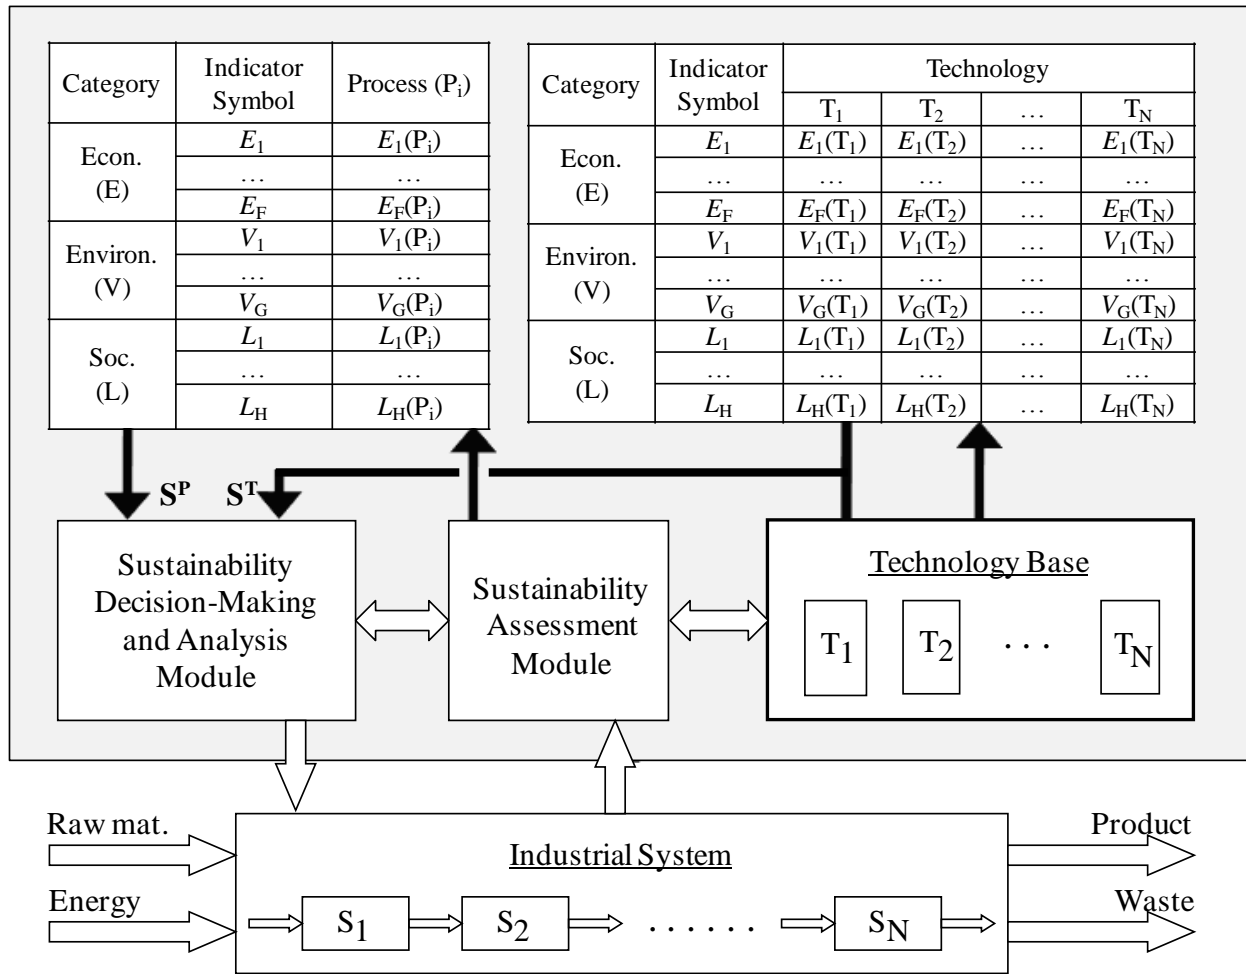 Category Indicator Symbol Process (Pi)
Econ. (E) E1 E1(Pi)
… …
EF EF(Pi)
Environ. (V) V1 V1(Pi)
… …
VG VG(Pi)
Soc. (L) L1 L1(Pi)
… …
LH LH(Pi)
Category Indicator Symbol Technology
T1 T2 … TN
Econ. (E) E1 E1(T1) E1(T2) … E1(TN)
… … … … …
EF EF(T1) EF(T2) … EF(TN)
Environ. (V) V1 V1(T1) V1(T2) … V1(TN)
… … … … …
VG VG(T1) VG(T2) … VG(TN)
Soc. (L) L1 L1(T1) L1(T2) … L1(TN)
… … … … …
LH LH(T1) LH(T2) … LH(TN)
SP ST
Sustainability
Decision-Making
and Analysis
Module
Sustainability
Assessment
Module
Technology Base
T1 T2 . . . TN
Raw mat.
Energy
Industrial System
S1 S2 . . . . . . SN
Product
Waste